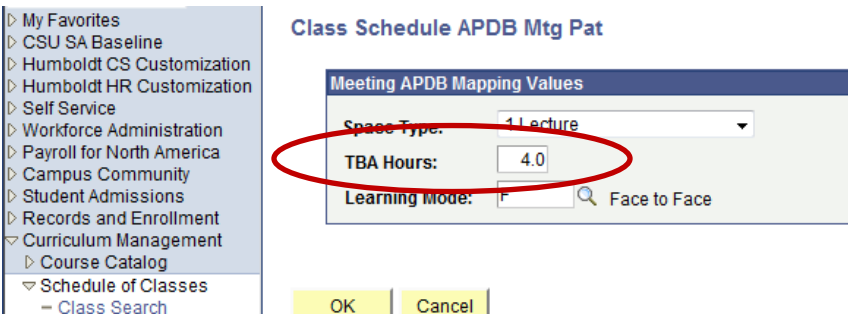 My Favorites
CSU SA Baseline
Humboldt CS Customization
Humboldt HR Customization
Self Service
Workforce Administration
Payroll for North America
Campus Community
Student Admissions
Records and Enrollment
Curriculum Management
Course Catalog
Schedule of Classes
– Class Search
Class Schedule APDB Mtg Pat
Meeting APDB Mapping Values
Space Type: 1 Lecture
TBA Hours: 4.0
Learning Mode: F Face to Face
OK Cancel